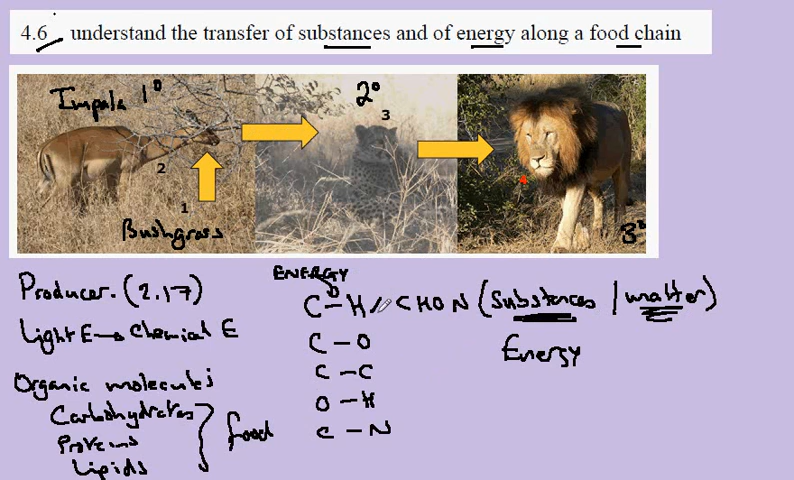 4.6 understand the transfer of substances and of energy along a food chain
Impala 1°
2°
3
2
1
Bushgrass
3°
Producer. (2.17)
Light E → Chemical E
Organic molecules
Carbohydrates
Proteins
Lipids
food
ENERGY
C - H / CHON (Substances / matter)
C - O
C - C
O - H
C - N
Energy